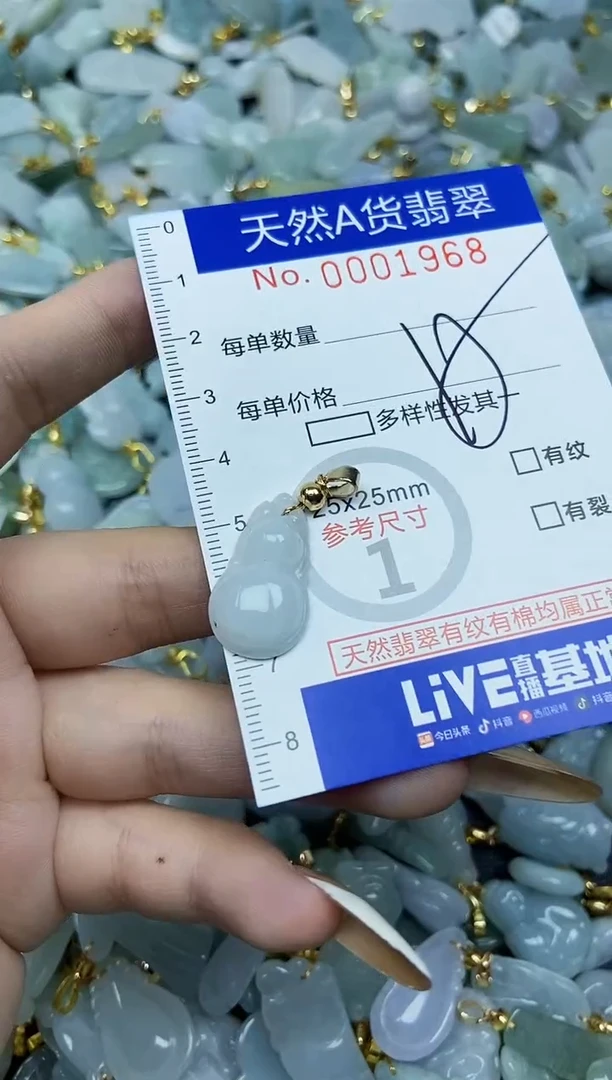 天然A货翡翠
No. 0001968
0
1
2
3
4
5
7
8
每单数量
每单价格
多样性发其一
有纹
有裂
25x25mm
参考尺寸
1
天然翡翠有纹有棉均属正常
LiVE直播基地
今日头条 抖音 西瓜视频 抖音